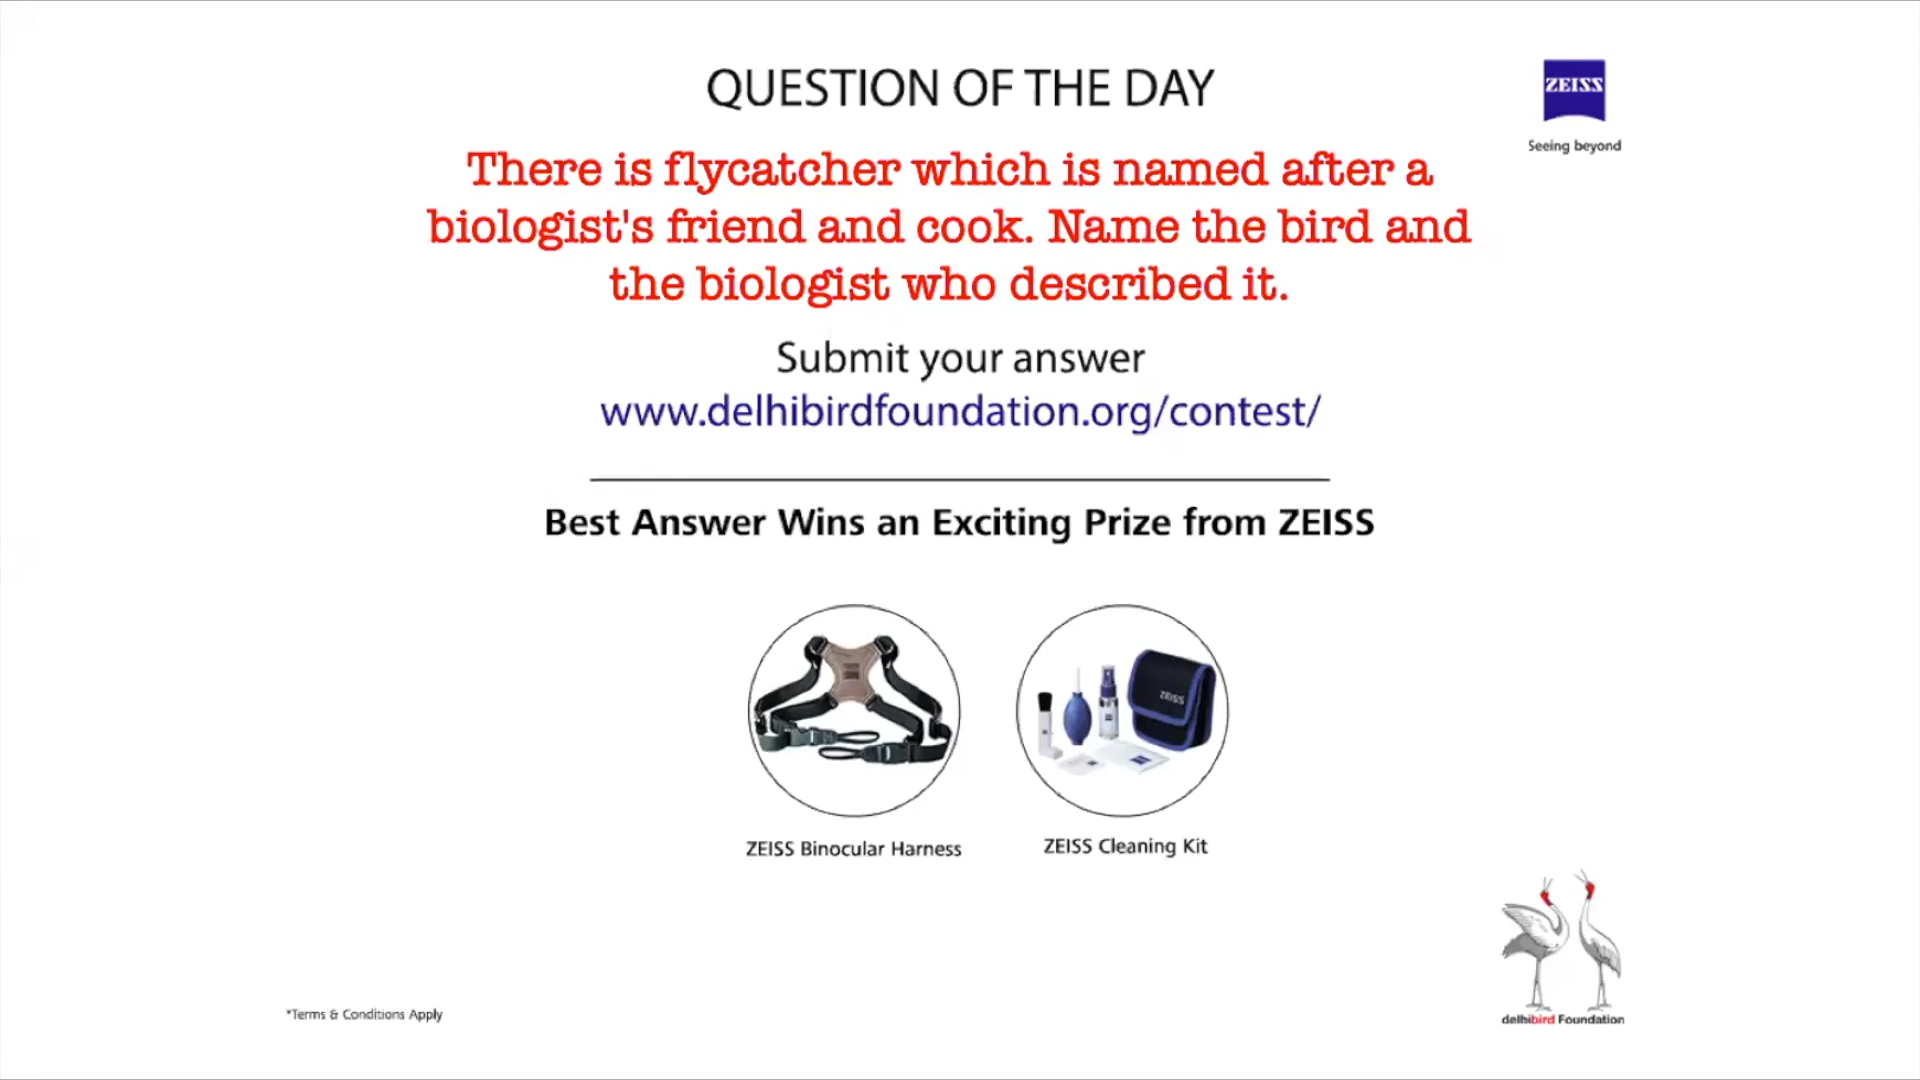 QUESTION OF THE DAY
ZEISS
Seeing beyond
There is flycatcher which is named after a
biologist's friend and cook. Name the bird and
the biologist who described it.
Submit your answer
www.delhibirdfoundation.org/contest/
Best Answer Wins an Exciting Prize from ZEISS
ZEISS
ZEISS Binocular Harness
ZEISS Cleaning Kit
delhibird Foundation
*Terms & Conditions Apply